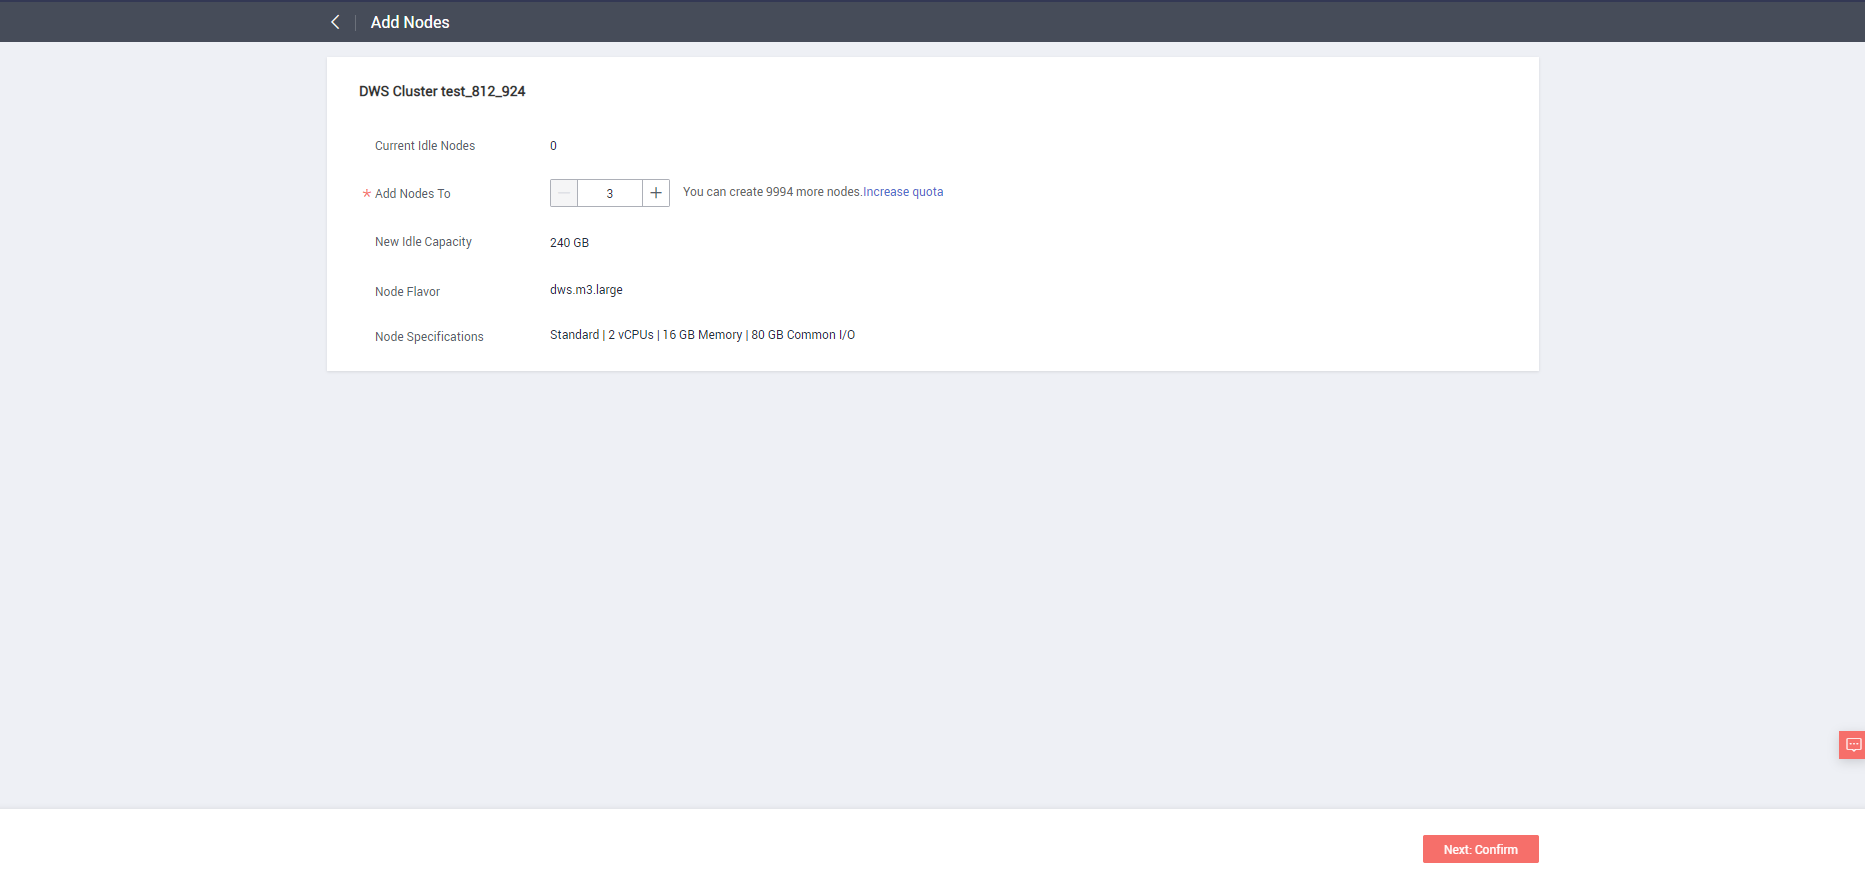 Add Nodes
DWS Cluster test_812_924
Current Idle Nodes 0
* Add Nodes To 3 You can create 9994 more nodes.Increase quota
New Idle Capacity 240 GB
Node Flavor dws.m3.large
Node Specifications Standard | 2 vCPUs | 16 GB Memory | 80 GB Common I/O
Next: Confirm